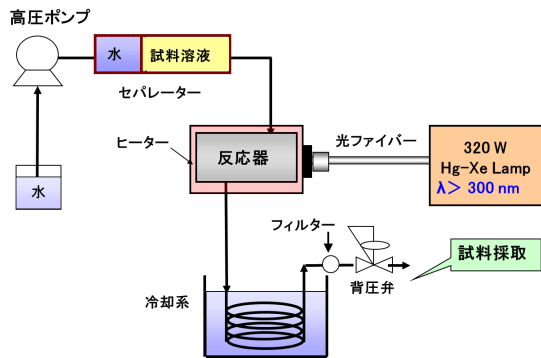 高圧ポンプ
水
試料溶液
セパレーター
ヒーター
反応器
光ファイバー
320 W
Hg-Xe Lamp
λ> 300 nm
水
フィルター
試料採取
背圧弁
冷却系